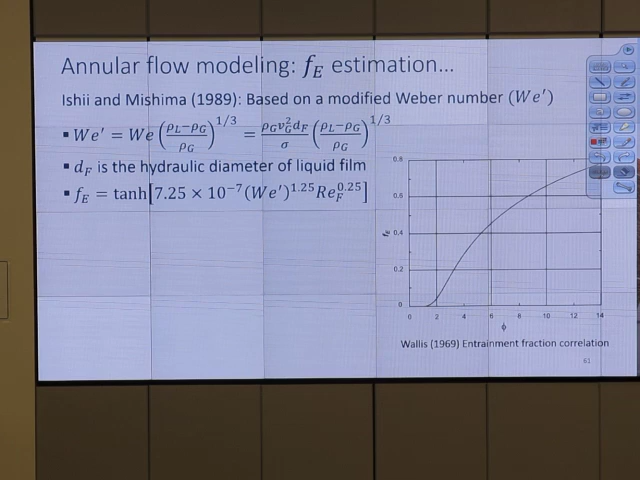 Annular flow modeling: f_E estimation...
Ishii and Mishima (1989): Based on a modified Weber number (We′)
▪ We′ = We((ρ_L−ρ_G)/ρ_G)^1/3 = (ρ_G v_G^2 d_F/σ)((ρ_L−ρ_G)/ρ_G)^1/3
▪ d_F is the hydraulic diameter of liquid film
▪ f_E = tanh[7.25 × 10^−7(We′)^1.25 Re_F^0.25]
0.8
0.6
f_E 0.4
0.2
0
0 2 4 6 8 10 12 14
ϕ
Wallis (1969) Entrainment fraction correlation
61